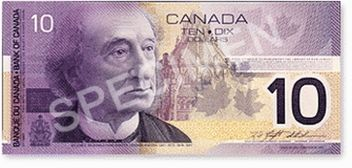 10
CANADA
TEN • DIX
DOLLARS
BANQUE DU CANADA • BANK OF CANADA
SPECIMEN
10